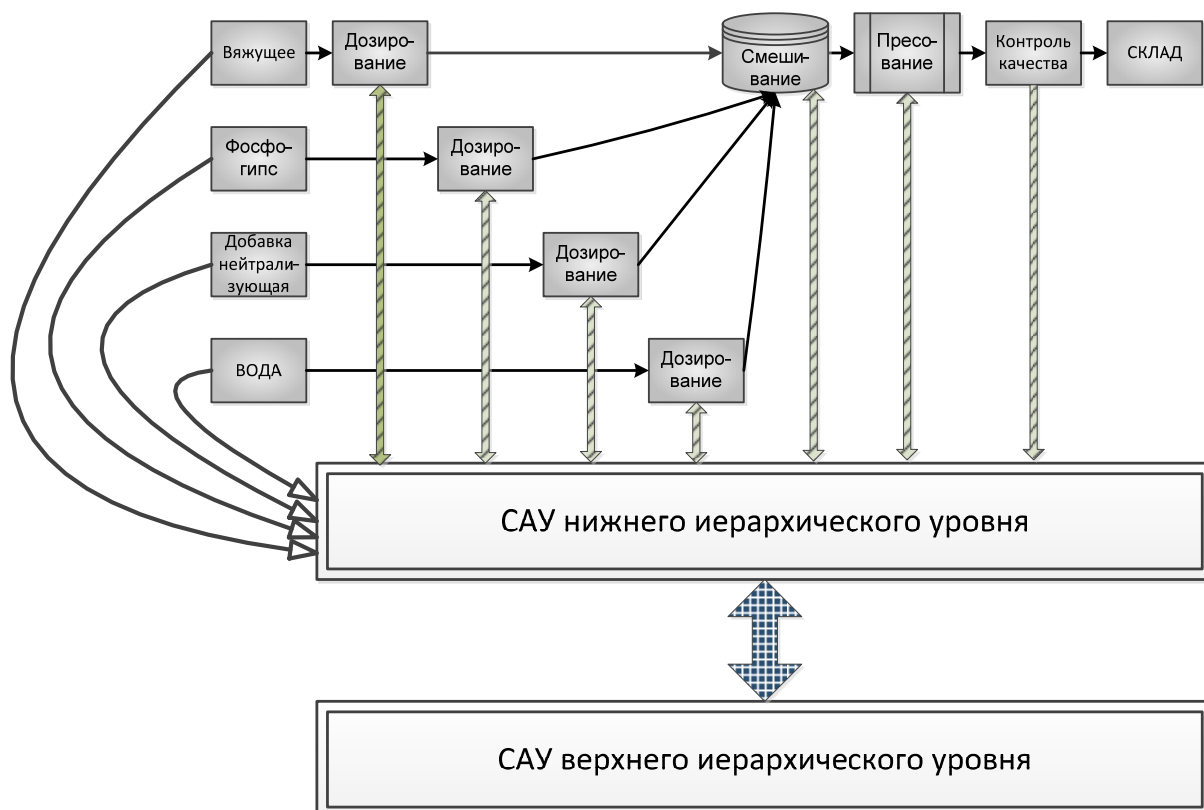 Вяжущее
Дозиро-
вание
Смеши-
вание
Пресо-
вание
Контроль
качества
СКЛАД
Фосфо-
гипс
Дозиро-
вание
Добавка
нейтрали-
зующая
Дозиро-
вание
ВОДА
Дозиро-
вание
САУ нижнего иерархического уровня
САУ верхнего иерархического уровня